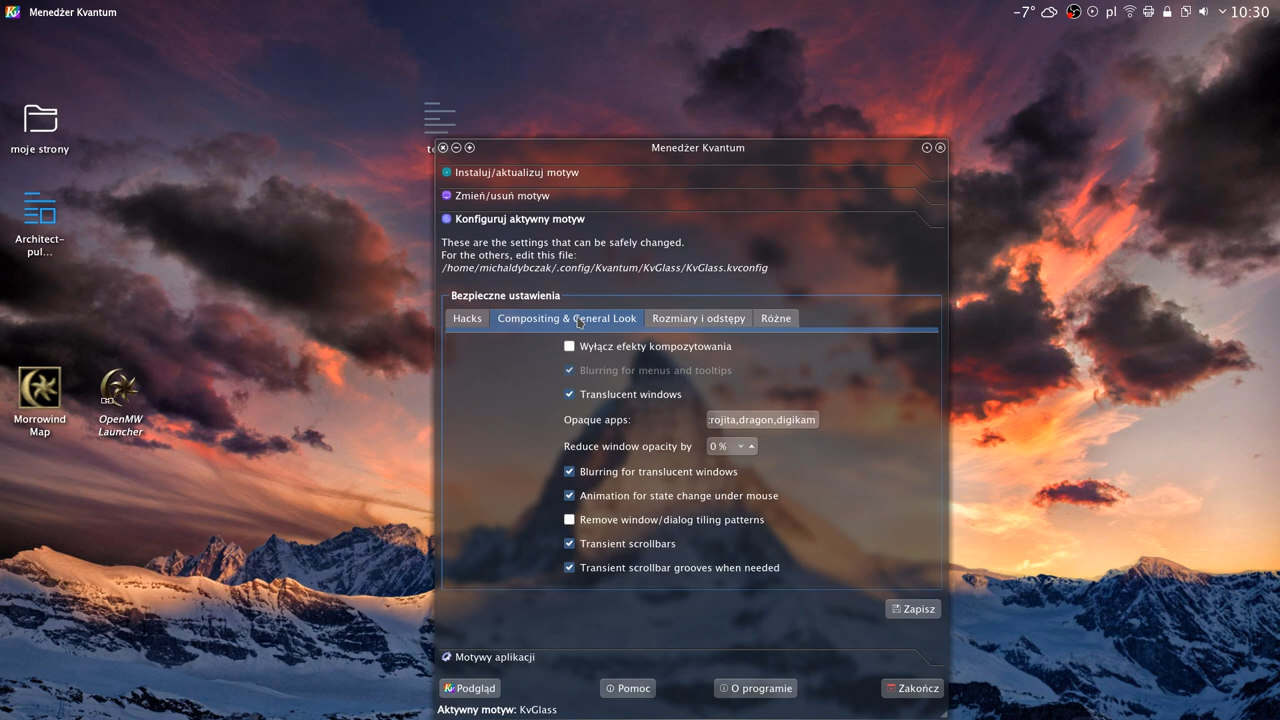 Menedżer Kvantum
-7°
pl
10:30
moje strony
Architect-
pul...
Morrowind
Map
OpenMW
Launcher
Menedżer Kvantum
Instaluj/aktualizuj motyw
Zmień/usuń motyw
Konfiguruj aktywny motyw
These are the settings that can be safely changed.
For the others, edit this file:
/home/michaldybczak/.config/Kvantum/KvGlass/KvGlass.kvconfig
Bezpieczne ustawienia
Hacks
Compositing & General Look
Rozmiary i odstępy
Różne
Wyłącz efekty kompozytowania
Blurring for menus and tooltips
Translucent windows
Opaque apps: :rojita,dragon,digikam
Reduce window opacity by 0 %
Blurring for translucent windows
Animation for state change under mouse
Remove window/dialog tiling patterns
Transient scrollbars
Transient scrollbar grooves when needed
Zapisz
Motywy aplikacji
Podgląd
Pomoc
O programie
Zakończ
Aktywny motyw: KvGlass